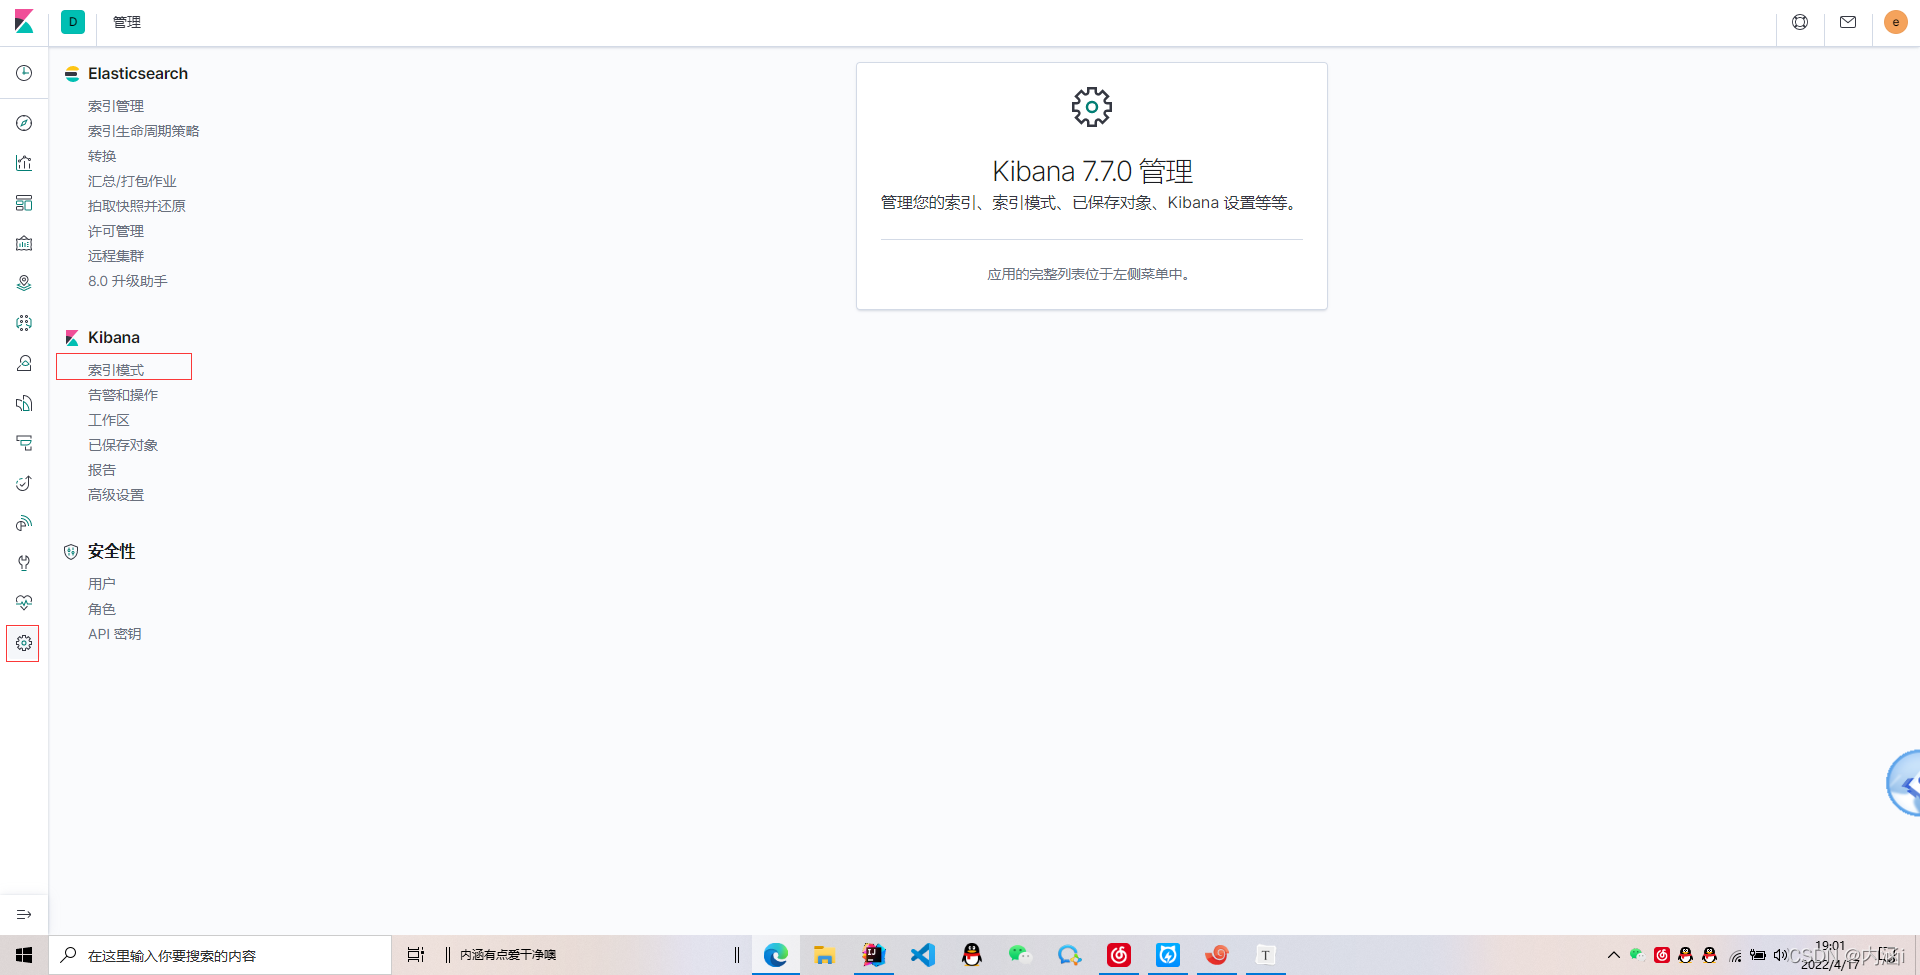 D
管理
e
Elasticsearch
索引管理
索引生命周期策略
转换
汇总/打包作业
拍取快照并还原
许可管理
远程集群
8.0 升级助手
Kibana
索引模式
告警和操作
工作区
已保存对象
报告
高级设置
安全性
用户
角色
API 密钥
Kibana 7.7.0 管理
管理您的索引、索引模式、已保存对象、Kibana 设置等等。
应用的完整列表位于左侧菜单中。
在这里输入你要搜索的内容
内涵有点爱干净噢
T
19:01
2022/4/17
CSDN @内涵i